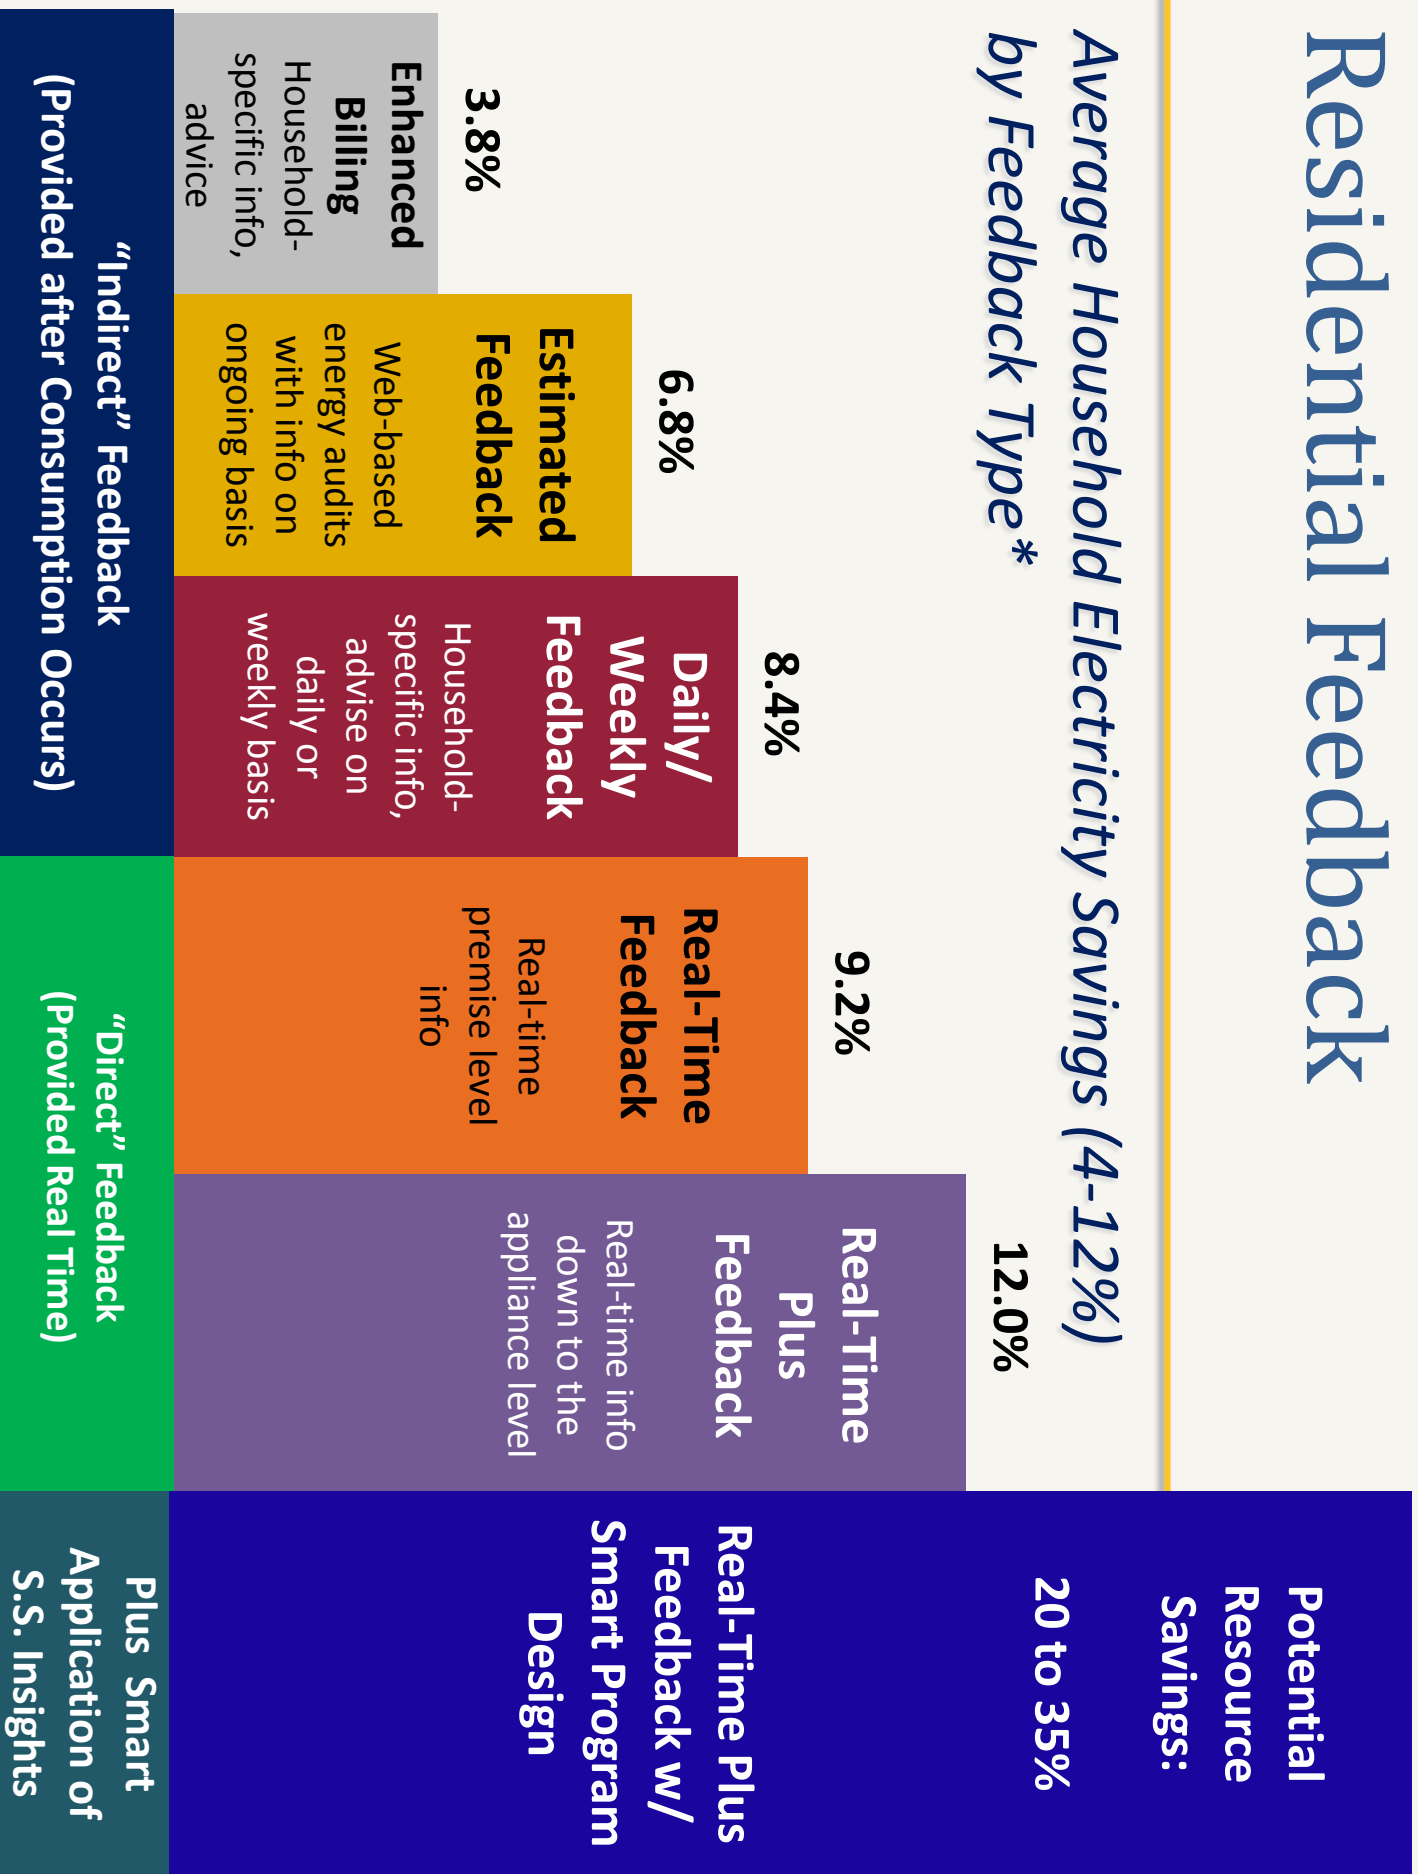 Residential Feedback
Average Household Electricity Savings (4-12%)
by Feedback Type*
3.8%
Enhanced
Billing
Household-
specific info,
advice
6.8%
Estimated
Feedback
Web-based
energy audits
with info on
ongoing basis
8.4%
Daily/
Weekly
Feedback
Household-
specific info,
advise on
daily or
weekly basis
9.2%
Real-Time
Feedback
Real-time
premise level
info
12.0%
Real-Time
Plus
Feedback
Real-time info
down to the
appliance level
Potential
Resource
Savings:
20 to 35%
Real-Time Plus
Feedback w/
Smart Program
Design
“Indirect” Feedback
(Provided after Consumption Occurs)
“Direct” Feedback
(Provided Real Time)
Plus Smart
Application of
S.S. Insights